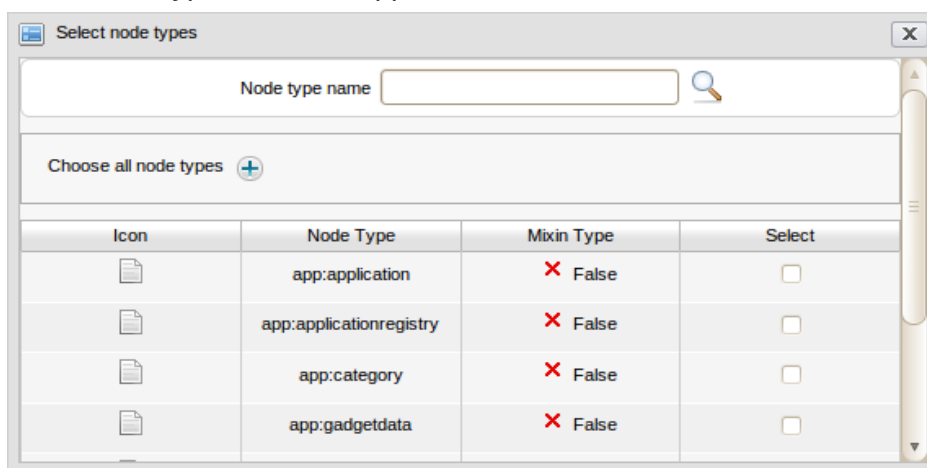 Select node types
Node type name
Choose all node types
Icon Node Type Mixin Type Select
app:application False
app:applicationregistry False
app:category False
app:gadgetdata False